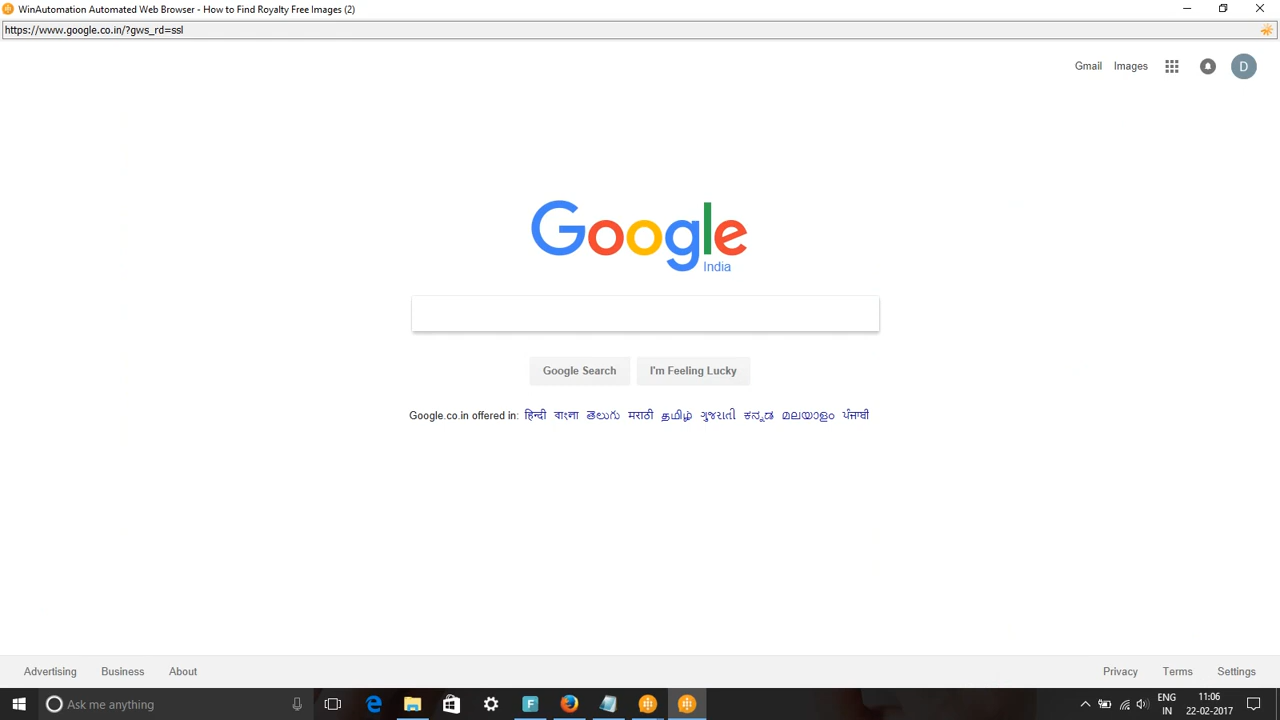 WinAutomation Automated Web Browser - How to Find Royalty Free Images (2)
https://www.google.co.in/?gws_rd=ssl
Gmail Images D
Google
India
Google Search I'm Feeling Lucky
Google.co.in offered in: हिन्दी বাংলা తెలుగు मराठी தமிழ் ગુજરાતી ಕನ್ನಡ മലയാളം ਪੰਜਾਬੀ
Advertising Business About Privacy Terms Settings
Ask me anything
F
ENG 11:06
IN 22-02-2017